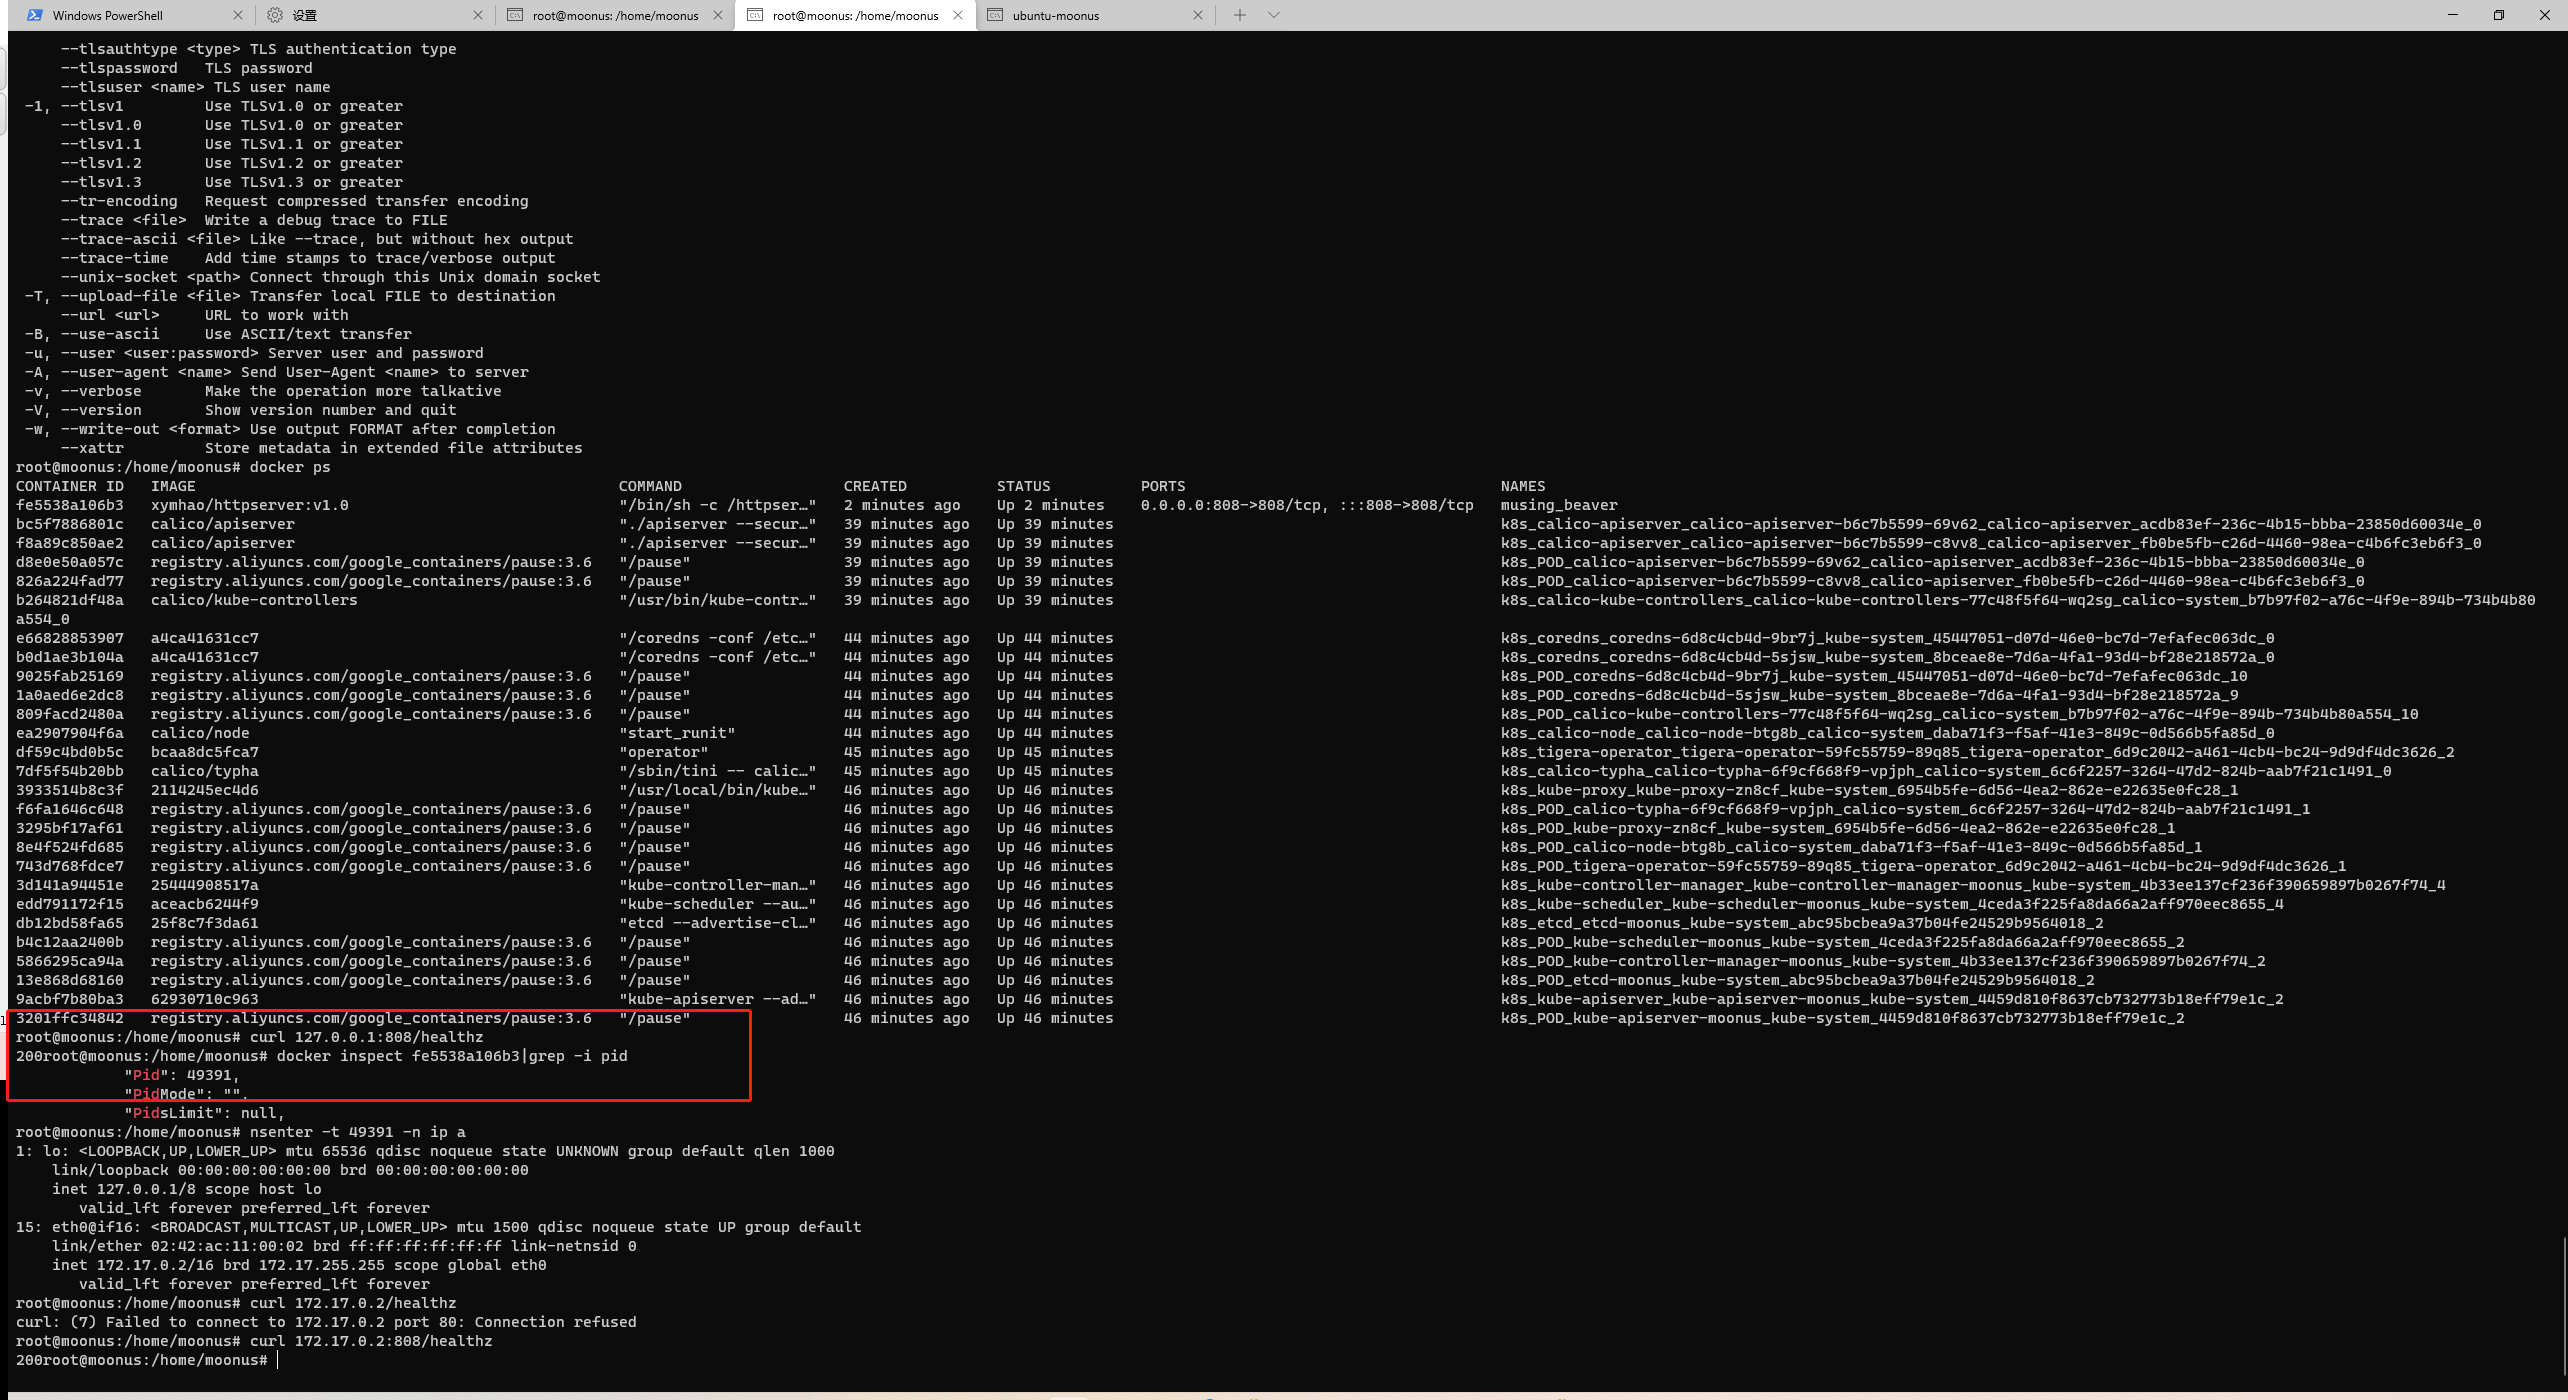 Windows PowerShell
设置
root@moonus: /home/moonus
root@moonus: /home/moonus
ubuntu-moonus
--tlsauthtype <type> TLS authentication type
--tlspassword   TLS password
--tlsuser <name> TLS user name
-1, --tlsv1         Use TLSv1.0 or greater
--tlsv1.0       Use TLSv1.0 or greater
--tlsv1.1       Use TLSv1.1 or greater
--tlsv1.2       Use TLSv1.2 or greater
--tlsv1.3       Use TLSv1.3 or greater
--tr-encoding   Request compressed transfer encoding
--trace <file>  Write a debug trace to FILE
--trace-ascii <file> Like --trace, but without hex output
--trace-time    Add time stamps to trace/verbose output
--unix-socket <path> Connect through this Unix domain socket
-T, --upload-file <file> Transfer local FILE to destination
--url <url>     URL to work with
-B, --use-ascii     Use ASCII/text transfer
-u, --user <user:password> Server user and password
-A, --user-agent <name> Send User-Agent <name> to server
-v, --verbose       Make the operation more talkative
-V, --version       Show version number and quit
-w, --write-out <format> Use output FORMAT after completion
--xattr         Store metadata in extended file attributes
root@moonus:/home/moonus# docker ps
CONTAINER ID   IMAGE   COMMAND   CREATED   STATUS   PORTS   NAMES
fe5538a106b3   xymhao/httpserver:v1.0   "/bin/sh -c /httpser…"   2 minutes ago   Up 2 minutes   0.0.0.0:808->808/tcp, :::808->808/tcp   musing_beaver
bc5f7886801c   calico/apiserver   "./apiserver --secur…"   39 minutes ago   Up 39 minutes   k8s_calico-apiserver_calico-apiserver-b6c7b5599-69v62_calico-apiserver_acdb83ef-236c-4b15-bbba-23850d60034e_0
f8a89c850ae2   calico/apiserver   "./apiserver --secur…"   39 minutes ago   Up 39 minutes   k8s_calico-apiserver_calico-apiserver-b6c7b5599-c8vv8_calico-apiserver_fb0be5fb-c26d-4460-98ea-c4b6fc3eb6f3_0
d8e0e50a057c   registry.aliyuncs.com/google_containers/pause:3.6   "/pause"   39 minutes ago   Up 39 minutes   k8s_POD_calico-apiserver-b6c7b5599-69v62_calico-apiserver_acdb83ef-236c-4b15-bbba-23850d60034e_0
826a224fad77   registry.aliyuncs.com/google_containers/pause:3.6   "/pause"   39 minutes ago   Up 39 minutes   k8s_POD_calico-apiserver-b6c7b5599-c8vv8_calico-apiserver_fb0be5fb-c26d-4460-98ea-c4b6fc3eb6f3_0
b264821df48a   calico/kube-controllers   "/usr/bin/kube-contr…"   39 minutes ago   Up 39 minutes   k8s_calico-kube-controllers_calico-kube-controllers-77c48f5f64-wq2sg_calico-system_b7b97f02-a76c-4f9e-894b-734b4b80
a554_0
e66828853907   a4ca41631cc7   "/coredns -conf /etc…"   44 minutes ago   Up 44 minutes   k8s_coredns_coredns-6d8c4cb4d-9br7j_kube-system_45447051-d07d-46e0-bc7d-7efafec063dc_0
b0d1ae3b104a   a4ca41631cc7   "/coredns -conf /etc…"   44 minutes ago   Up 44 minutes   k8s_coredns_coredns-6d8c4cb4d-5sjsw_kube-system_8bceae8e-7d6a-4fa1-93d4-bf28e218572a_0
9025fab25169   registry.aliyuncs.com/google_containers/pause:3.6   "/pause"   44 minutes ago   Up 44 minutes   k8s_POD_coredns-6d8c4cb4d-9br7j_kube-system_45447051-d07d-46e0-bc7d-7efafec063dc_10
1a0aed6e2dc8   registry.aliyuncs.com/google_containers/pause:3.6   "/pause"   44 minutes ago   Up 44 minutes   k8s_POD_coredns-6d8c4cb4d-5sjsw_kube-system_8bceae8e-7d6a-4fa1-93d4-bf28e218572a_9
809facd2480a   registry.aliyuncs.com/google_containers/pause:3.6   "/pause"   44 minutes ago   Up 44 minutes   k8s_POD_calico-kube-controllers-77c48f5f64-wq2sg_calico-system_b7b97f02-a76c-4f9e-894b-734b4b80a554_10
ea2907904f6a   calico/node   "start_runit"   44 minutes ago   Up 44 minutes   k8s_calico-node_calico-node-btg8b_calico-system_daba71f3-f5af-41e3-849c-0d566b5fa85d_0
df59c4bd0b5c   bcaa8dc5fca7   "operator"   45 minutes ago   Up 45 minutes   k8s_tigera-operator_tigera-operator-59fc55759-89q85_tigera-operator_6d9c2042-a461-4cb4-bc24-9d9df4dc3626_2
7df5f54b20bb   calico/typha   "/sbin/tini -- calic…"   45 minutes ago   Up 45 minutes   k8s_calico-typha_calico-typha-6f9cf668f9-vpjph_calico-system_6c6f2257-3264-47d2-824b-aab7f21c1491_0
3933514b8c3f   2114245ec4d6   "/usr/local/bin/kube…"   46 minutes ago   Up 46 minutes   k8s_kube-proxy_kube-proxy-zn8cf_kube-system_6954b5fe-6d56-4ea2-862e-e22635e0fc28_1
f6fa1646c648   registry.aliyuncs.com/google_containers/pause:3.6   "/pause"   46 minutes ago   Up 46 minutes   k8s_POD_calico-typha-6f9cf668f9-vpjph_calico-system_6c6f2257-3264-47d2-824b-aab7f21c1491_1
3295bf17af61   registry.aliyuncs.com/google_containers/pause:3.6   "/pause"   46 minutes ago   Up 46 minutes   k8s_POD_kube-proxy-zn8cf_kube-system_6954b5fe-6d56-4ea2-862e-e22635e0fc28_1
8e4f524fd685   registry.aliyuncs.com/google_containers/pause:3.6   "/pause"   46 minutes ago   Up 46 minutes   k8s_POD_calico-node-btg8b_calico-system_daba71f3-f5af-41e3-849c-0d566b5fa85d_1
743d768fdce7   registry.aliyuncs.com/google_containers/pause:3.6   "/pause"   46 minutes ago   Up 46 minutes   k8s_POD_tigera-operator-59fc55759-89q85_tigera-operator_6d9c2042-a461-4cb4-bc24-9d9df4dc3626_1
3d141a94451e   25444908517a   "kube-controller-man…"   46 minutes ago   Up 46 minutes   k8s_kube-controller-manager_kube-controller-manager-moonus_kube-system_4b33ee137cf236f390659897b0267f74_4
edd791172f15   aceacb6244f9   "kube-scheduler --au…"   46 minutes ago   Up 46 minutes   k8s_kube-scheduler_kube-scheduler-moonus_kube-system_4ceda3f225fa8da66a2aff970eec8655_4
db12bd58fa65   25f8c7f3da61   "etcd --advertise-cl…"   46 minutes ago   Up 46 minutes   k8s_etcd_etcd-moonus_kube-system_abc95bcbea9a37b04fe24529b9564018_2
b4c12aa2400b   registry.aliyuncs.com/google_containers/pause:3.6   "/pause"   46 minutes ago   Up 46 minutes   k8s_POD_kube-scheduler-moonus_kube-system_4ceda3f225fa8da66a2aff970eec8655_2
5866295ca94a   registry.aliyuncs.com/google_containers/pause:3.6   "/pause"   46 minutes ago   Up 46 minutes   k8s_POD_kube-controller-manager-moonus_kube-system_4b33ee137cf236f390659897b0267f74_2
13e868d68160   registry.aliyuncs.com/google_containers/pause:3.6   "/pause"   46 minutes ago   Up 46 minutes   k8s_POD_etcd-moonus_kube-system_abc95bcbea9a37b04fe24529b9564018_2
9acbf7b80ba3   62930710c963   "kube-apiserver --ad…"   46 minutes ago   Up 46 minutes   k8s_kube-apiserver_kube-apiserver-moonus_kube-system_4459d810f8637cb732773b18eff79e1c_2
3201ffc34842   registry.aliyuncs.com/google_containers/pause:3.6   "/pause"   46 minutes ago   Up 46 minutes   k8s_POD_kube-apiserver-moonus_kube-system_4459d810f8637cb732773b18eff79e1c_2
root@moonus:/home/moonus# curl 127.0.0.1:808/healthz
200root@moonus:/home/moonus# docker inspect fe5538a106b3|grep -i pid
"Pid": 49391,
"PidMode": "",
"PidsLimit": null,
root@moonus:/home/moonus# nsenter -t 49391 -n ip a
1: lo: <LOOPBACK,UP,LOWER_UP> mtu 65536 qdisc noqueue state UNKNOWN group default qlen 1000
link/loopback 00:00:00:00:00:00 brd 00:00:00:00:00:00
inet 127.0.0.1/8 scope host lo
valid_lft forever preferred_lft forever
15: eth0@if16: <BROADCAST,MULTICAST,UP,LOWER_UP> mtu 1500 qdisc noqueue state UP group default
link/ether 02:42:ac:11:00:02 brd ff:ff:ff:ff:ff:ff link-netnsid 0
inet 172.17.0.2/16 brd 172.17.255.255 scope global eth0
valid_lft forever preferred_lft forever
root@moonus:/home/moonus# curl 172.17.0.2/healthz
curl: (7) Failed to connect to 172.17.0.2 port 80: Connection refused
root@moonus:/home/moonus# curl 172.17.0.2:808/healthz
200root@moonus:/home/moonus#